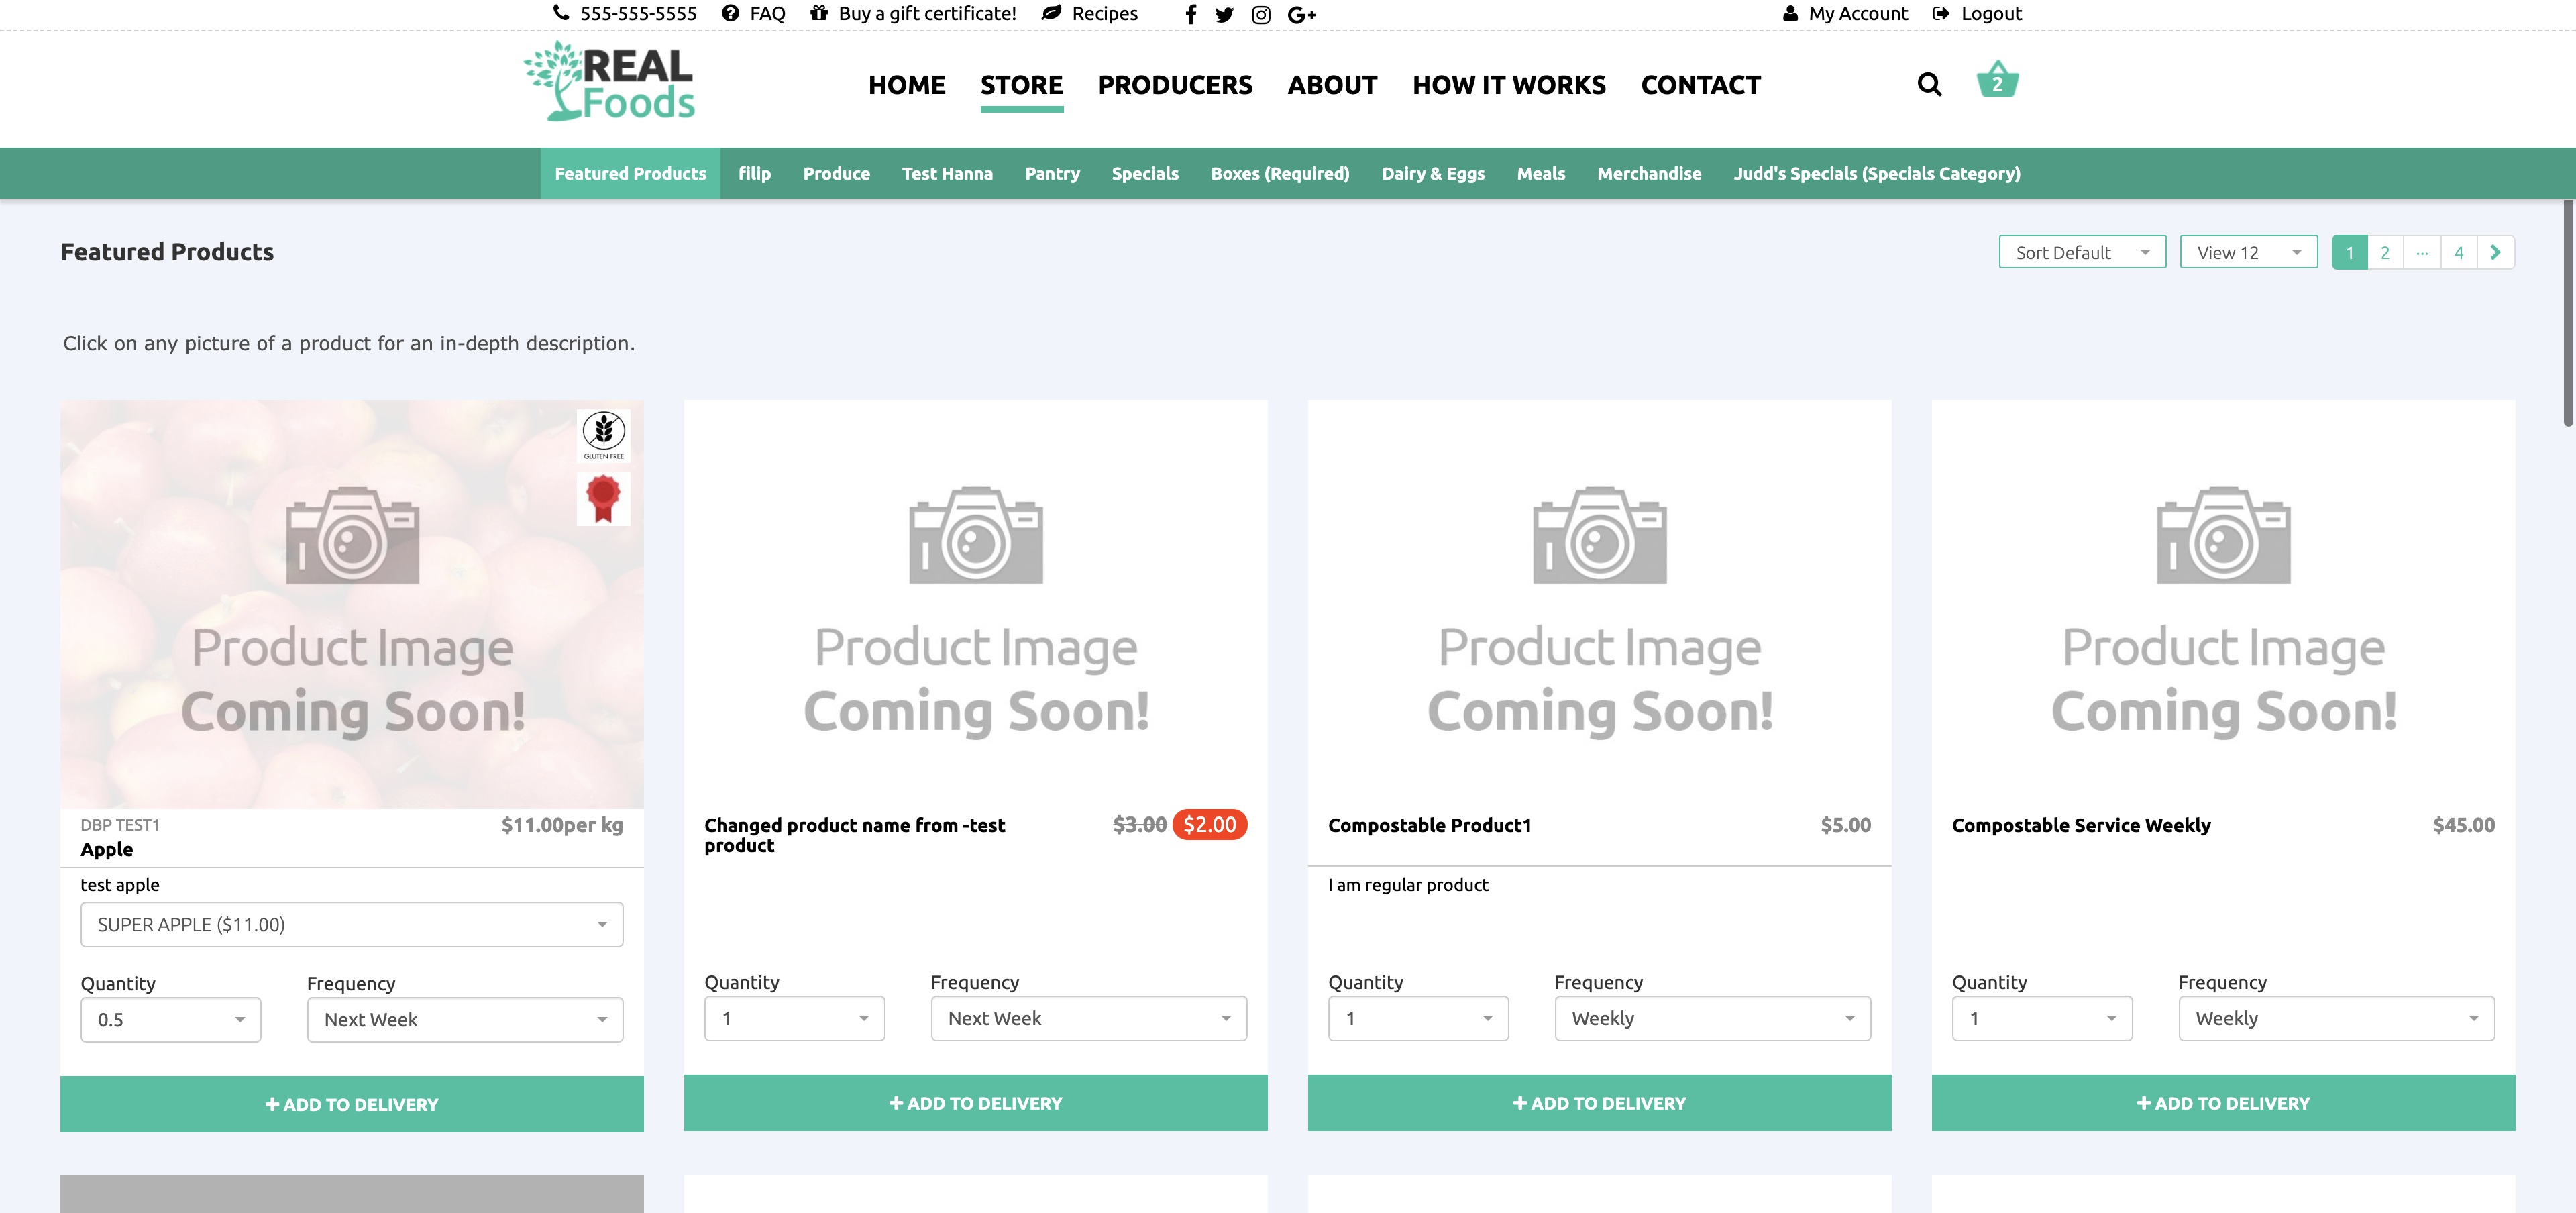 555-555-5555 FAQ Buy a gift certificate! Recipes My Account Logout
REAL
Foods
HOME STORE PRODUCERS ABOUT HOW IT WORKS CONTACT 2
Featured Products filip Produce Test Hanna Pantry Specials Boxes (Required) Dairy & Eggs Meals Merchandise Judd's Specials (Specials Category)
Featured Products Sort Default View 12 1 2 ... 4
Click on any picture of a product for an in-depth description.
GLUTEN FREE
Product Image
Coming Soon!
DBP TEST1 $11.00per kg
Apple
test apple
SUPER APPLE ($11.00)
Quantity Frequency
0.5 Next Week
+ ADD TO DELIVERY
Product Image
Coming Soon!
Changed product name from -test $3.00 $2.00
product
Quantity Frequency
1 Next Week
+ ADD TO DELIVERY
Product Image
Coming Soon!
Compostable Product1 $5.00
I am regular product
Quantity Frequency
1 Weekly
+ ADD TO DELIVERY
Product Image
Coming Soon!
Compostable Service Weekly $45.00
Quantity Frequency
1 Weekly
+ ADD TO DELIVERY